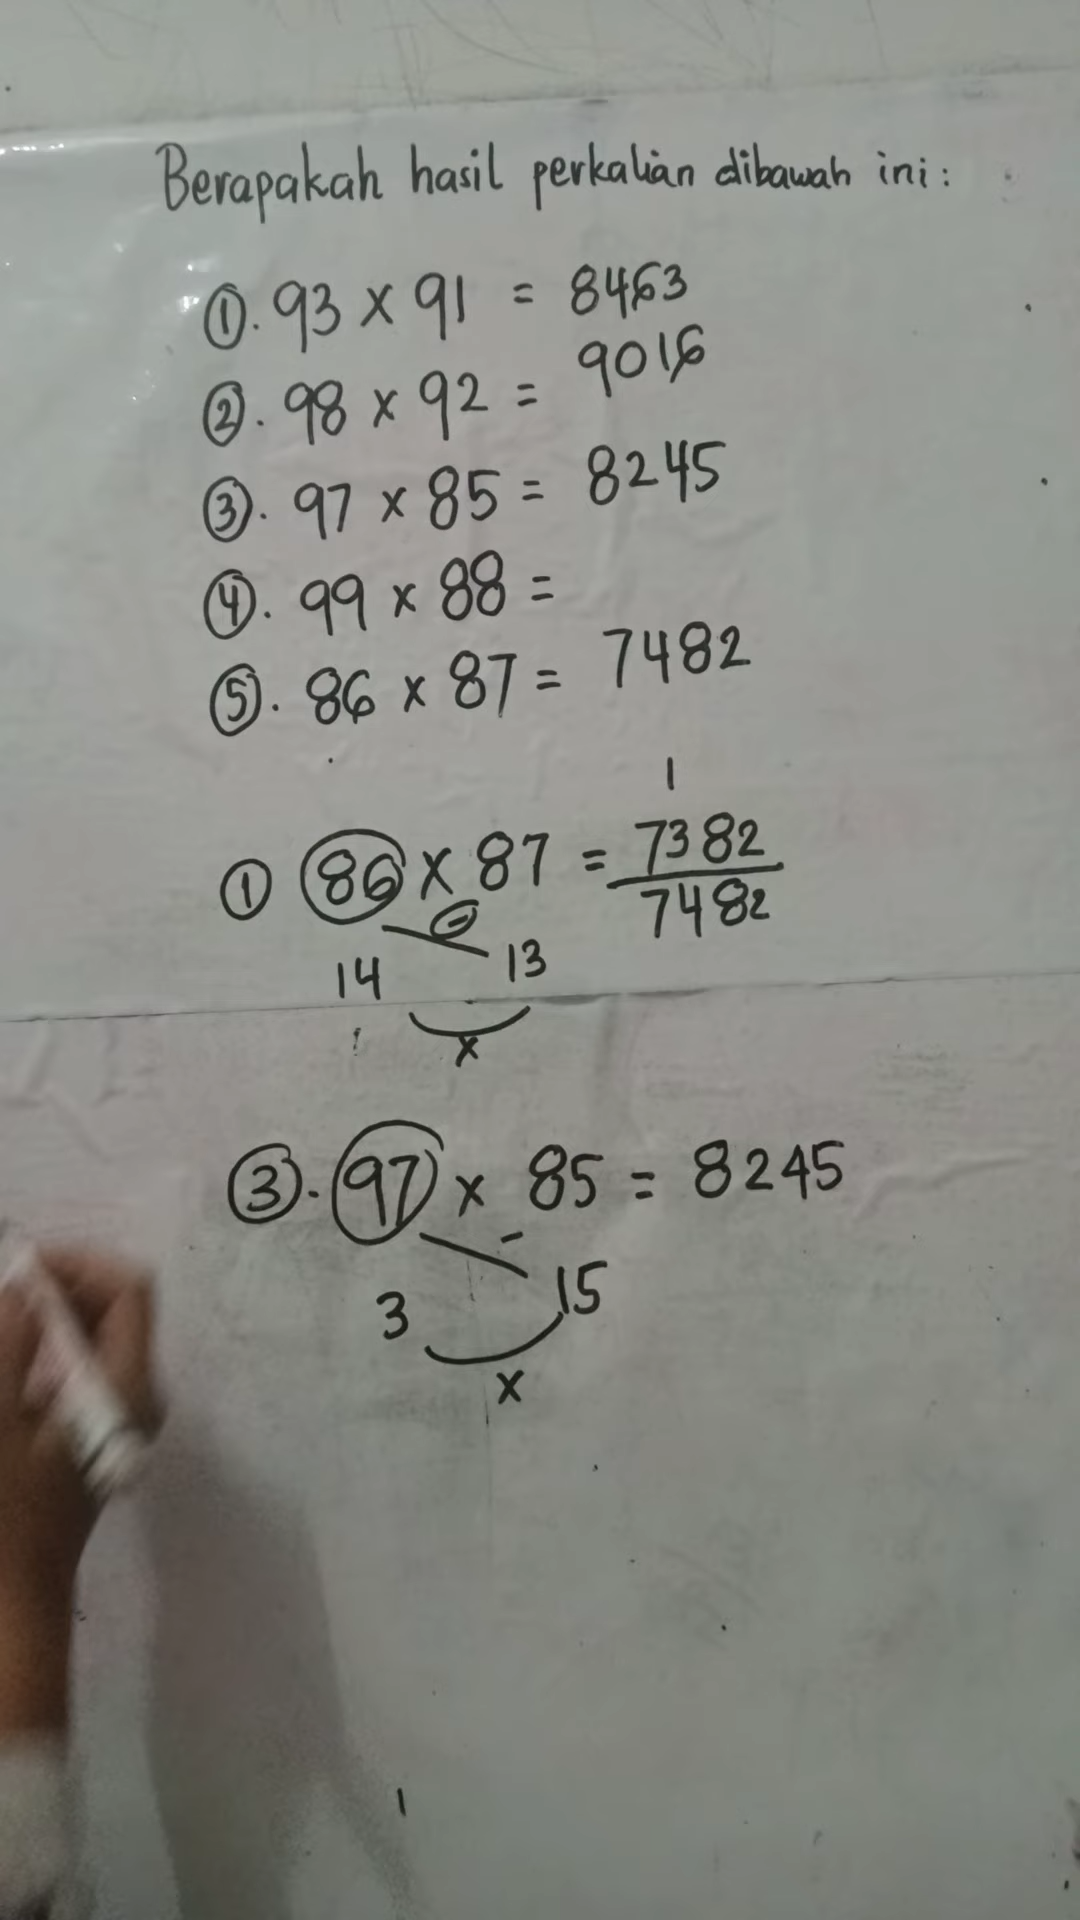 Berapakah hasil perkalian dibawah ini:
①. 93 x 91 = 8463
②. 98 x 92 = 9016
③. 97 x 85 = 8245
④. 99 x 88 =
⑤. 86 x 87 = 7482
1
① 86 x 87 = 7382
7482
-
14 13
x
③. 97 x 85 = 8245
-
3 15
x